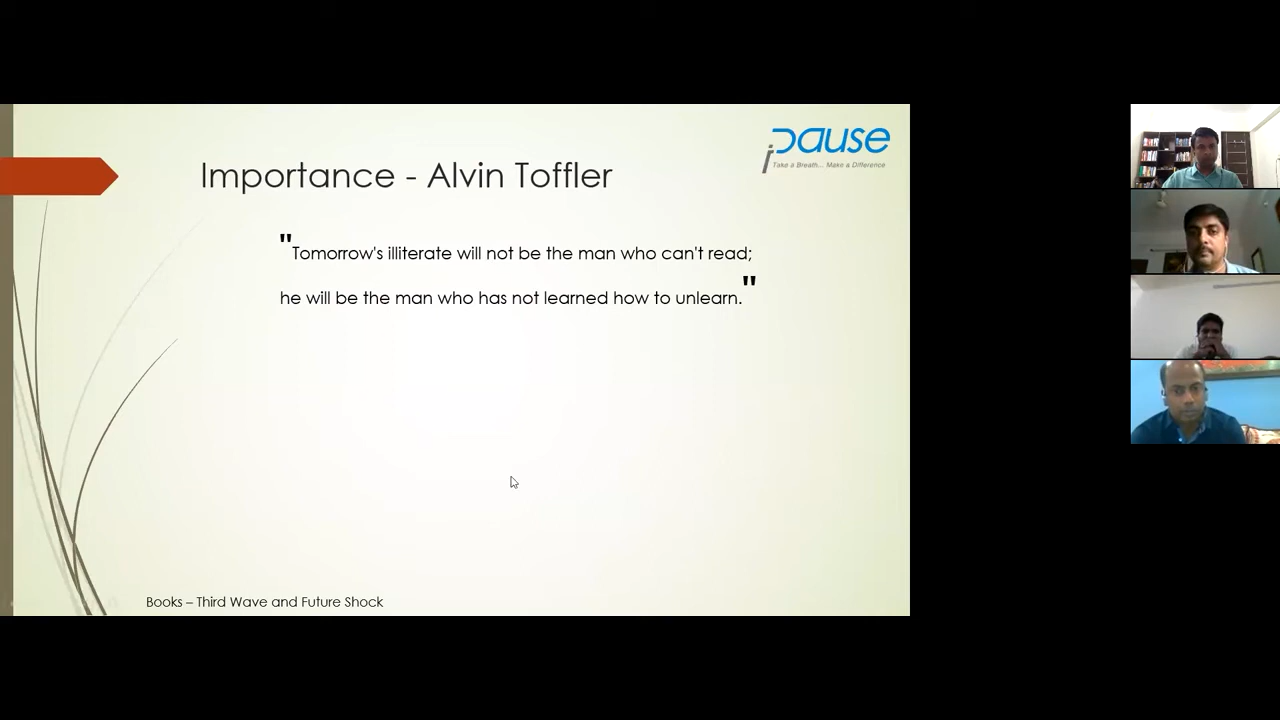 iPause
Take a Breath... Make a Difference
Importance - Alvin Toffler
"Tomorrow's illiterate will not be the man who can't read;
he will be the man who has not learned how to unlearn."
Books – Third Wave and Future Shock